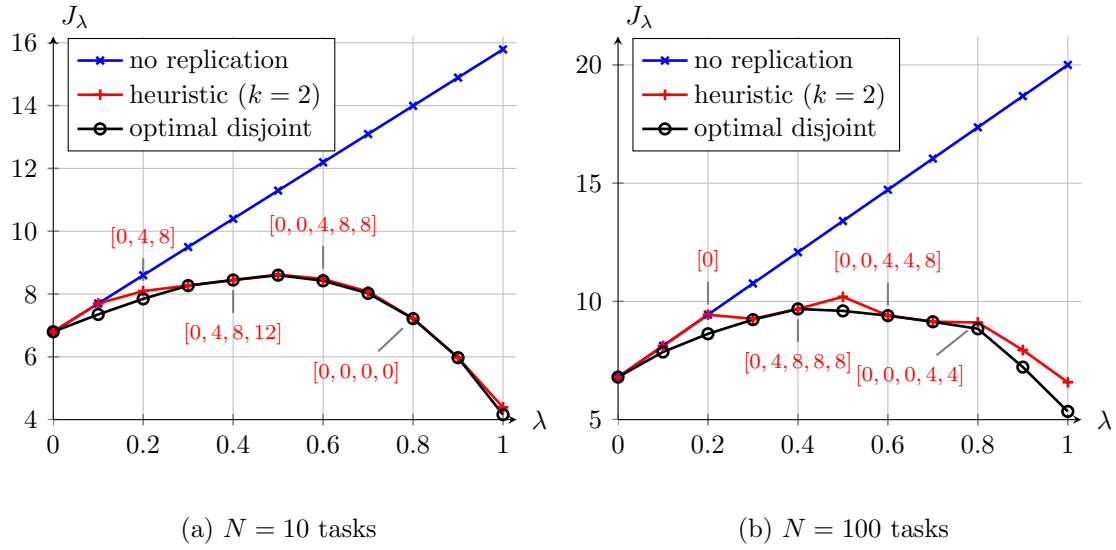 J_λ
16
14
12
10
8
6
4
0
0.2
0.4
0.6
0.8
1
λ
no replication
heuristic (k = 2)
optimal disjoint
[0, 4, 8]
[0, 0, 4, 8, 8]
[0, 4, 8, 12]
[0, 0, 0, 0]
(a) N = 10 tasks
J_λ
20
15
10
5
0
0.2
0.4
0.6
0.8
1
λ
no replication
heuristic (k = 2)
optimal disjoint
[0]
[0, 0, 4, 4, 8]
[0, 4, 8, 8, 8]
[0, 0, 0, 4, 4]
(b) N = 100 tasks